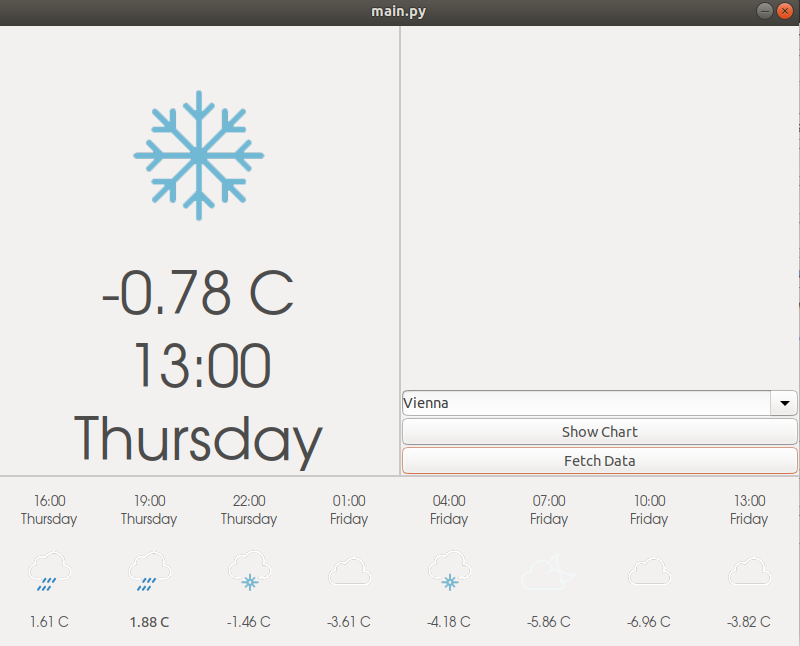 main.py
-0.78 C
13:00
Thursday
Vienna
Show Chart
Fetch Data
16:00 19:00 22:00 01:00 04:00 07:00 10:00 13:00
Thursday Thursday Thursday Friday Friday Friday Friday Friday
1.61 C 1.88 C -1.46 C -3.61 C -4.18 C -5.86 C -6.96 C -3.82 C